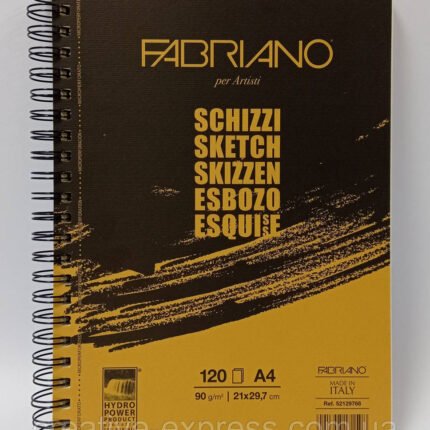 FABRIANO
per Artisti
SCHIZZI
SKETCH
SKIZZEN
ESBOZO
ESQUISSE
120 A4
90 g/m² 21x29,7 cm
HYDRO
POWER
PRODUCT
FABRIANO
MADE IN
ITALY
Ref. 52129766